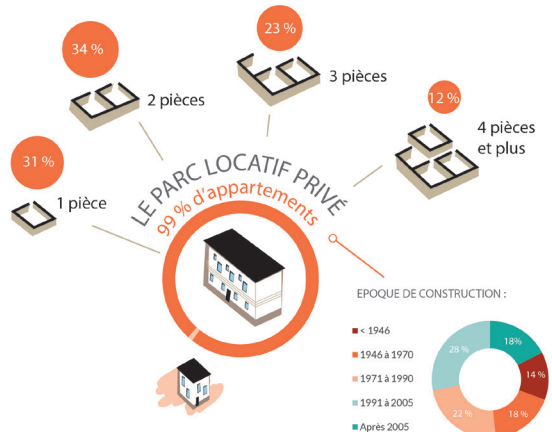 31 %
1 pièce
34 %
2 pièces
23 %
3 pièces
12 %
4 pièces
et plus
LE PARC LOCATIF PRIVÉ
99 % d'appartements
EPOQUE DE CONSTRUCTION :
< 1946
1946 à 1970
1971 à 1990
1991 à 2005
Après 2005
18%
14 %
18 %
22 %
28 %